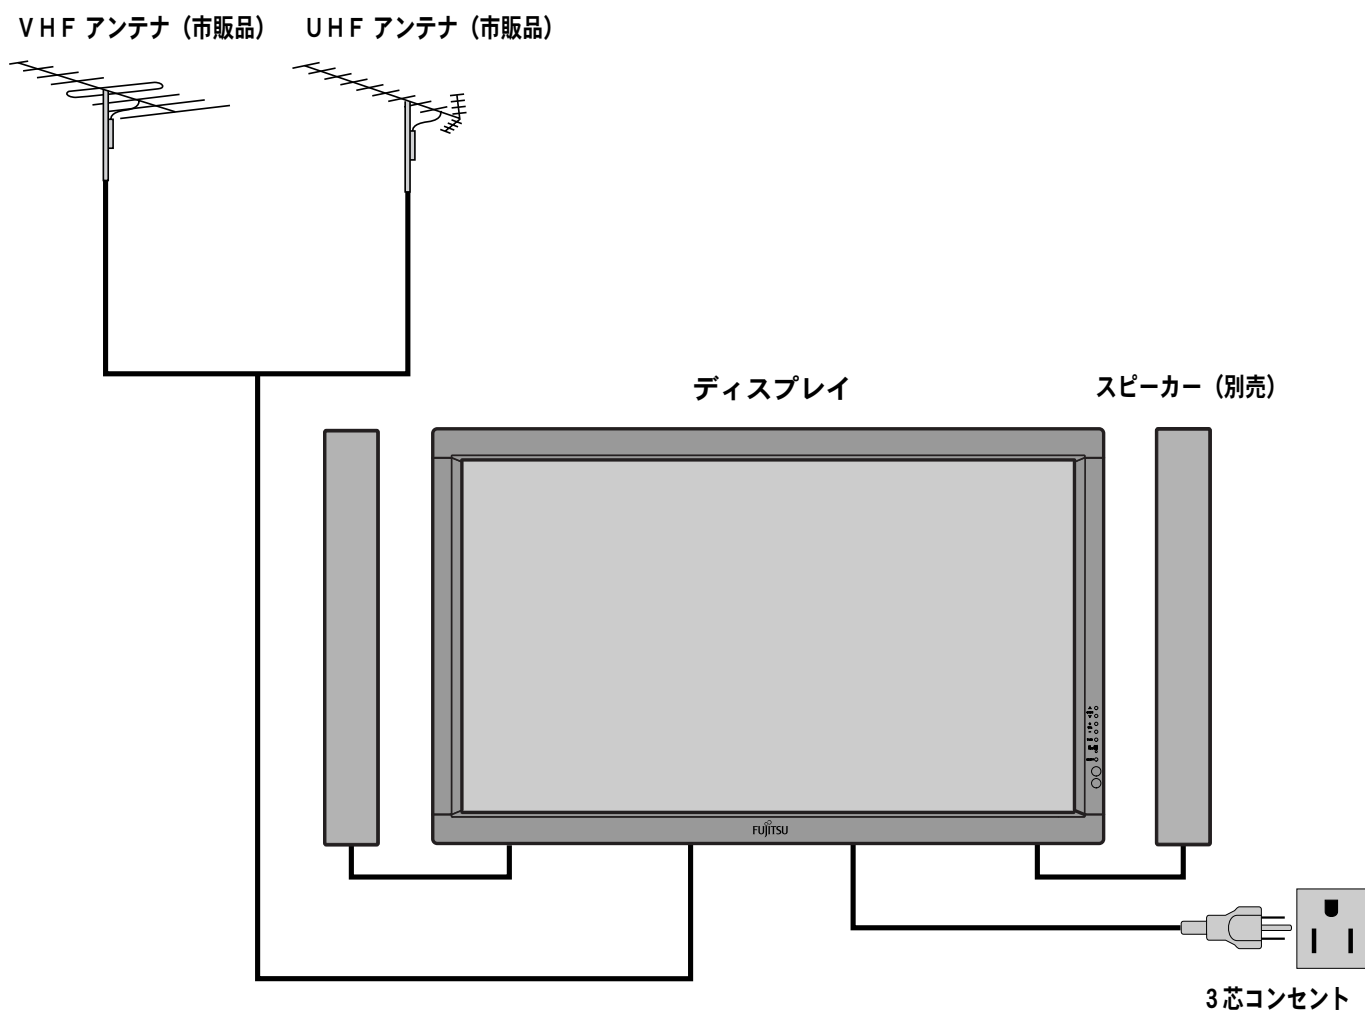 ＶＨＦ アンテナ（市販品）
ＵＨＦ アンテナ（市販品）
ディスプレイ
スピーカー（別売）
FUJITSU
3芯コンセント